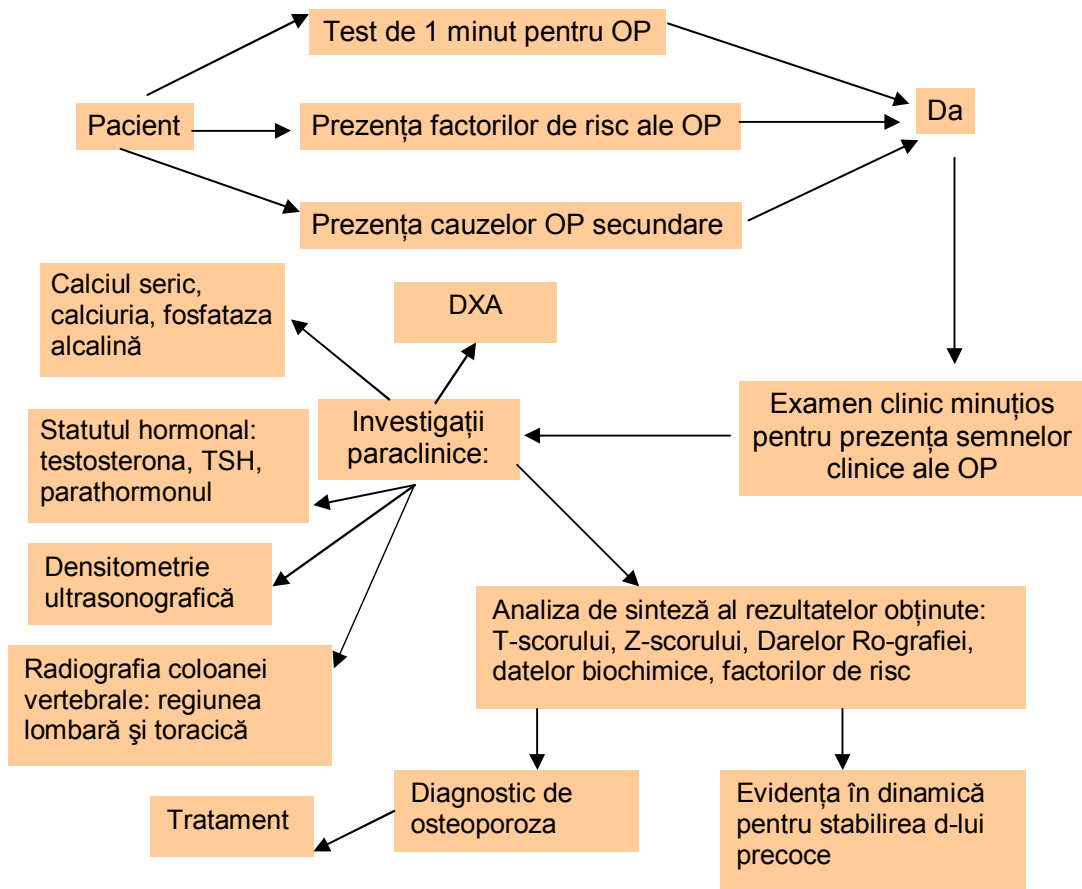 Test de 1 minut pentru OP
Pacient
Prezența factorilor de risc ale OP
Da
Prezența cauzelor OP secundare
Calciul seric,
calciuria, fosfataza
alcalină
DXA
Investigații
paraclinice:
Examen clinic minuțios
pentru prezența semnelor
clinice ale OP
Statutul hormonal:
testosterona, TSH,
parathormonul
Densitometrie
ultrasonografică
Radiografia coloanei
vertebrale: regiunea
lombară şi toracică
Analiza de sinteză al rezultatelor obținute:
T-scorului, Z-scorului, Darelor Ro-grafiei,
datelor biochimice, factorilor de risc
Tratament
Diagnostic de
osteoporoza
Evidența în dinamică
pentru stabilirea d-lui
precoce